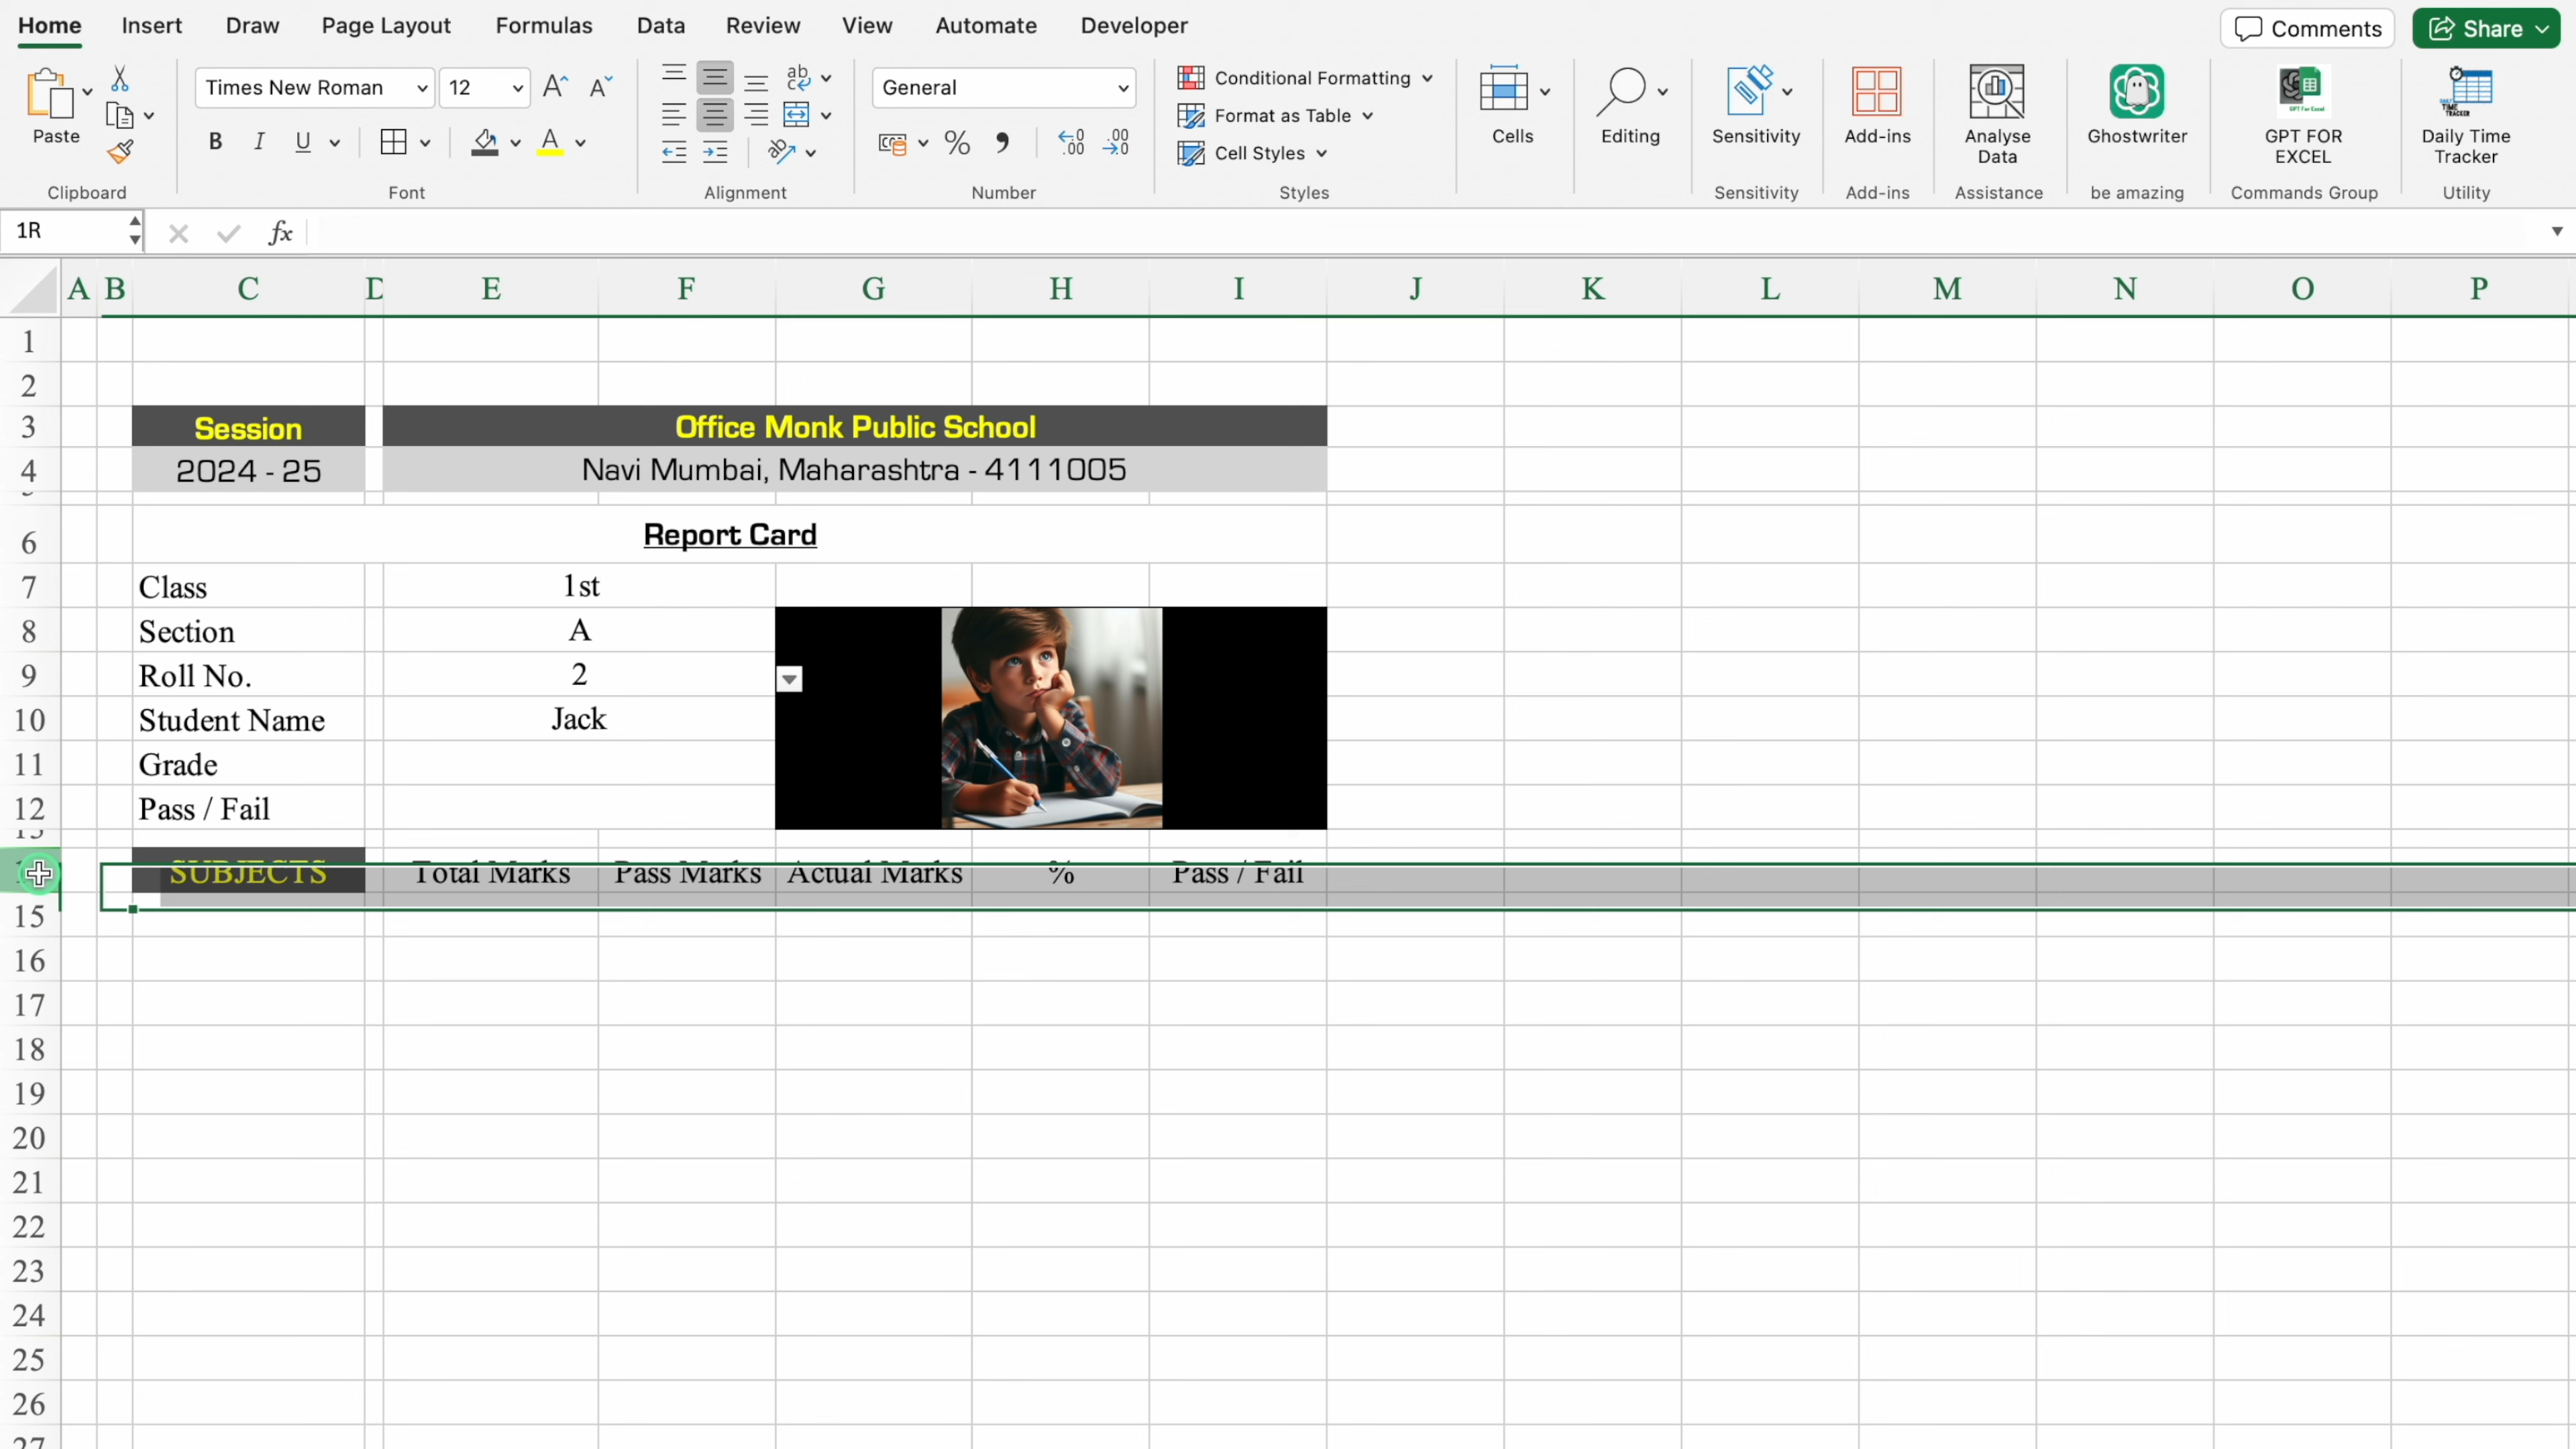 Home Insert Draw Page Layout Formulas Data Review View Automate Developer Comments Share
Paste
Times New Roman 12
General
Conditional Formatting
Format as Table
Cell Styles
Cells
Editing
Sensitivity
Add-ins
Analyse Data
Ghostwriter
GPT FOR EXCEL
Daily Time Tracker
Clipboard Font Alignment Number Styles Sensitivity Add-ins Assistance be amazing Commands Group Utility
1R fx
A B C D E F G H I J K L M N O P
1
2
3 Session Office Monk Public School
4 2024 - 25 Navi Mumbai, Maharashtra - 4111005
6 Report Card
7 Class 1st
8 Section A
9 Roll No. 2
10 Student Name Jack
11 Grade
12 Pass / Fail
SUBJECTS Total Marks Pass Marks Actual Marks % Pass / Fail
15
16
17
18
19
20
21
22
23
24
25
26
27